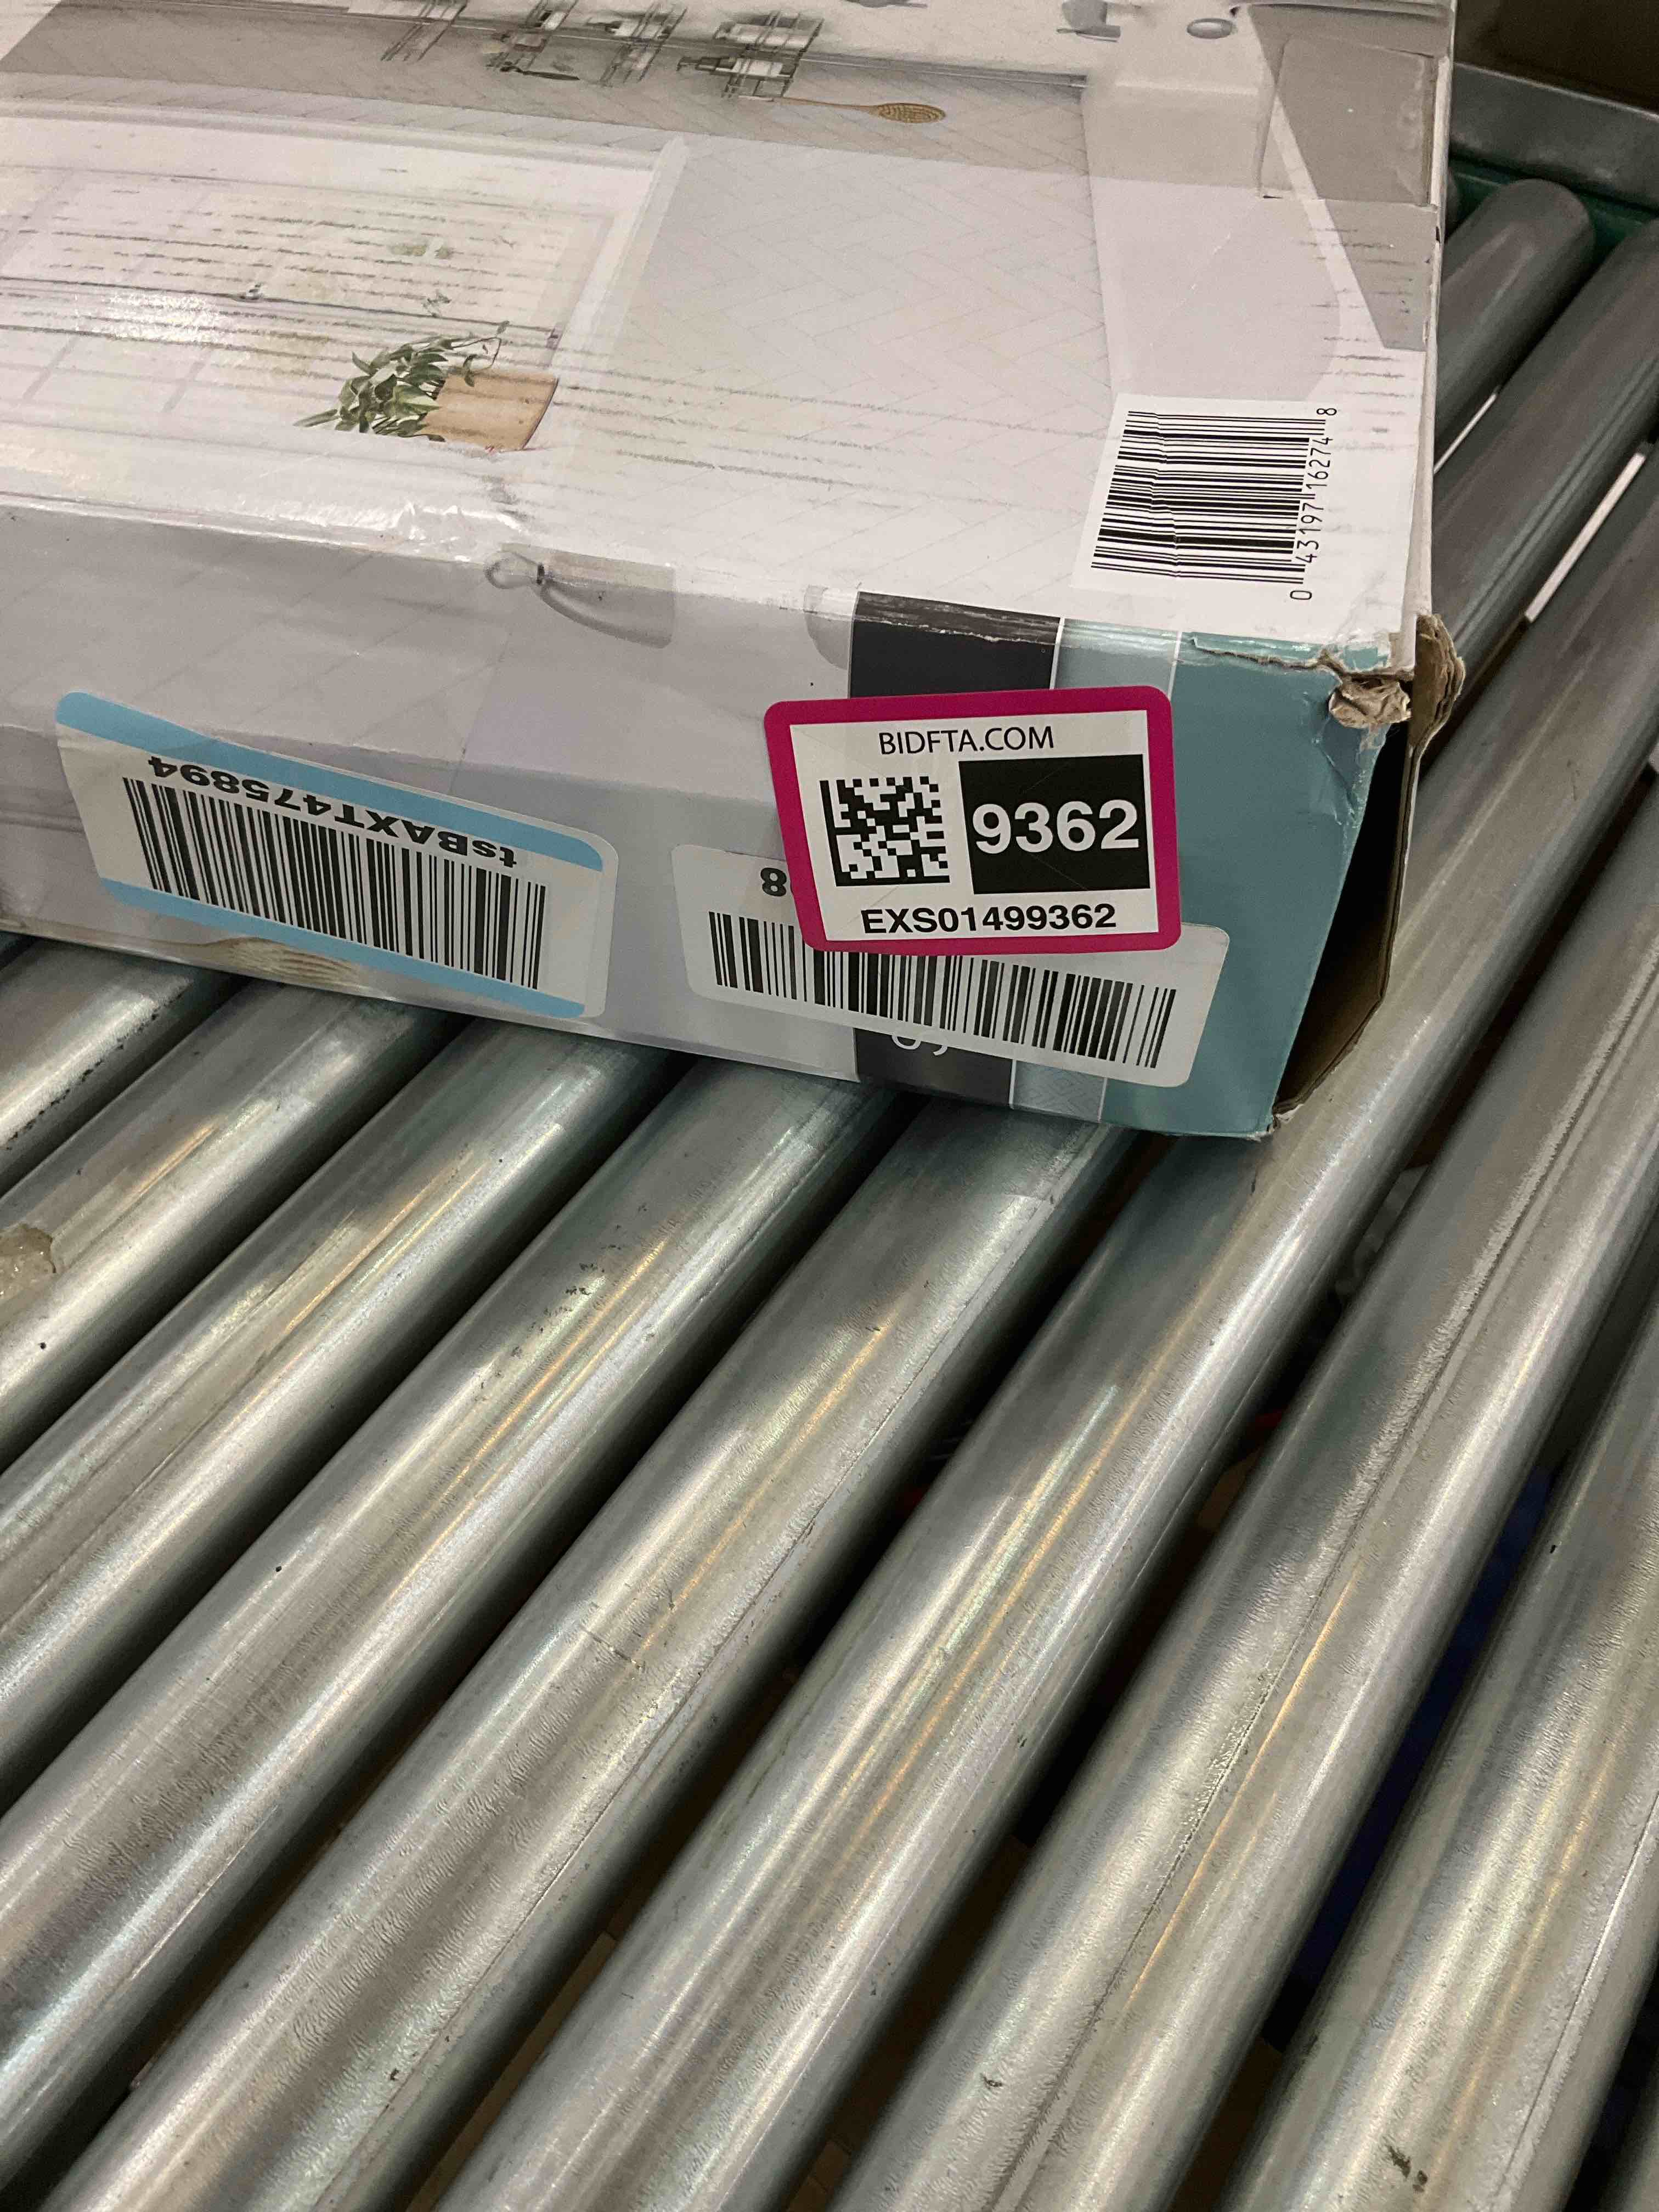 0 43197 16274 8
BIDFTA.COM
9362
EXS01499362
tsBAXT475894
8